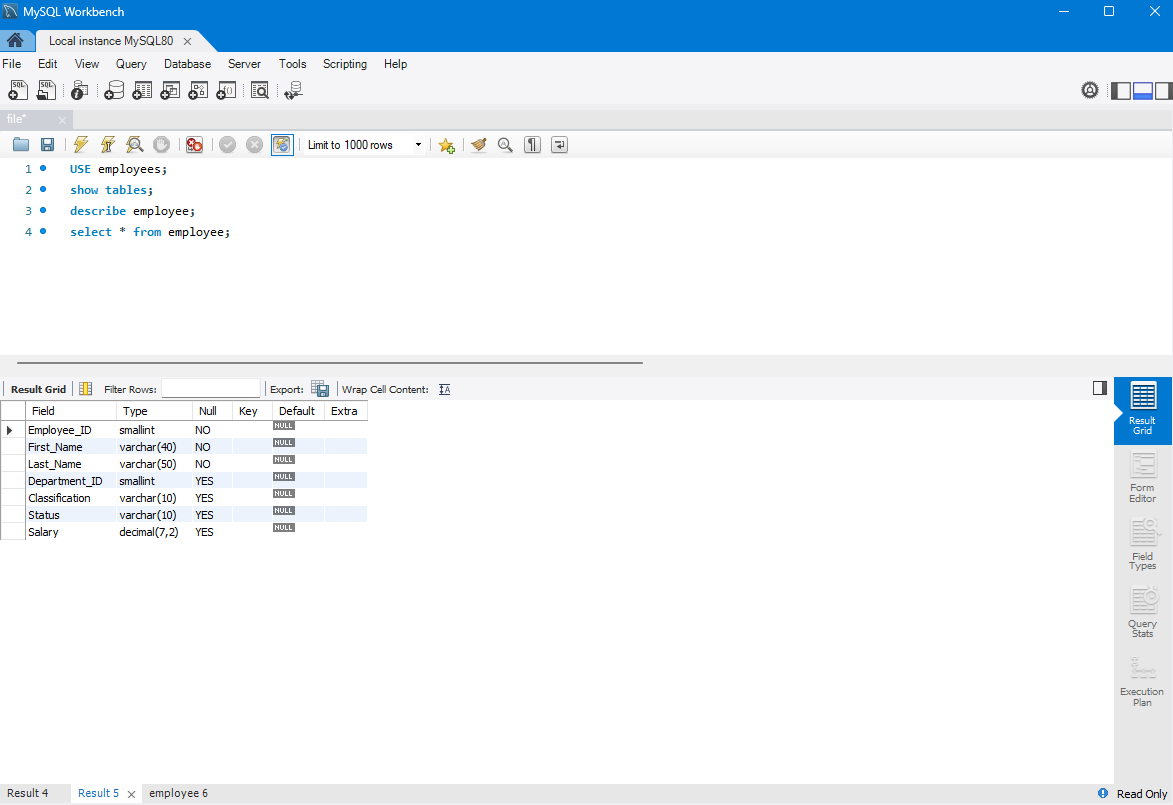 MySQL Workbench
Local instance MySQL80
File Edit View Query Database Server Tools Scripting Help
file*
Limit to 1000 rows
1 USE employees;
2 show tables;
3 describe employee;
4 select * from employee;
Result Grid Filter Rows: Export: Wrap Cell Content:
Field Type Null Key Default Extra
Employee_ID smallint NO NULL
First_Name varchar(40) NO NULL
Last_Name varchar(50) NO NULL
Department_ID smallint YES NULL
Classification varchar(10) YES NULL
Status varchar(10) YES NULL
Salary decimal(7,2) YES NULL
Result
Grid
Form
Editor
Field
Types
Query
Stats
Execution
Plan
Result 4 Result 5 employee 6 Read Only